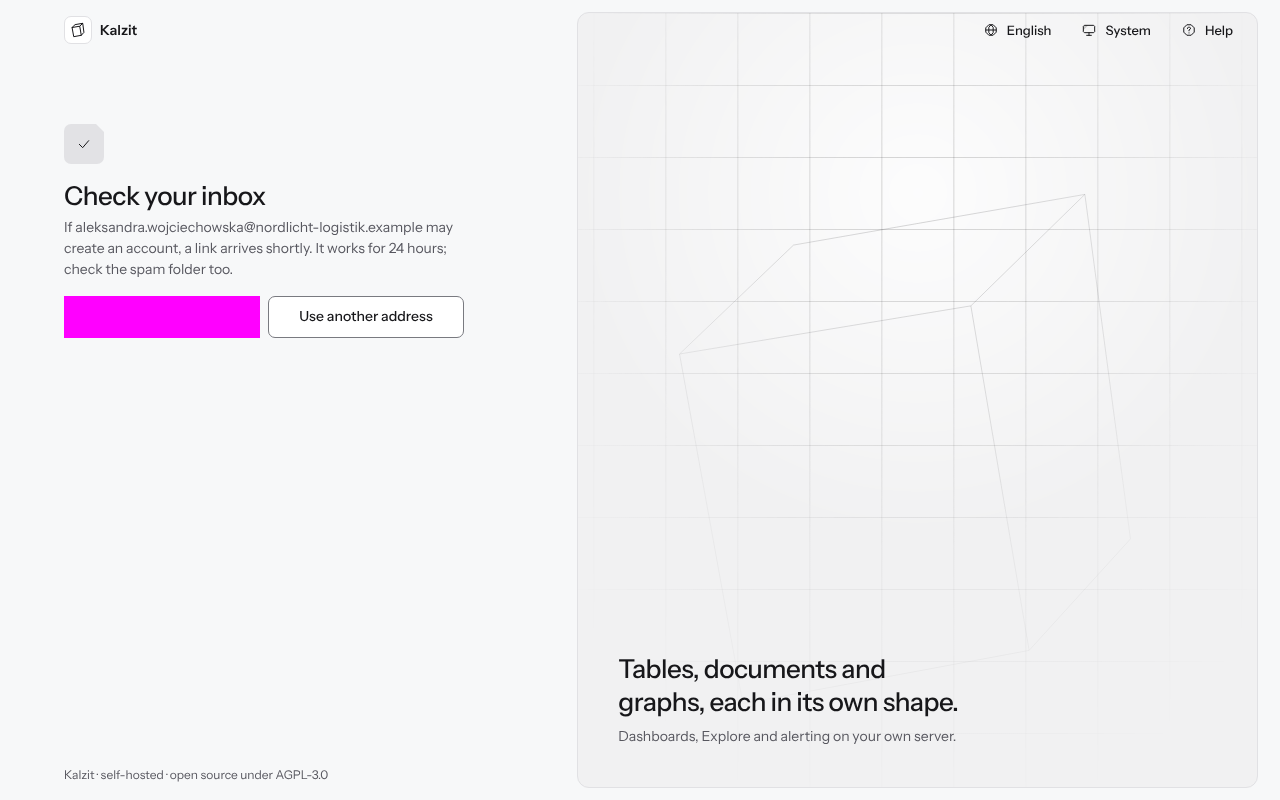 Kalzit
English
System
Help
Check your inbox
If aleksandra.wojciechowska@nordlicht-logistik.example may
create an account, a link arrives shortly. It works for 24 hours;
check the spam folder too.
Use another address
Tables, documents and
graphs, each in its own shape.
Dashboards, Explore and alerting on your own server.
Kalzit · self-hosted · open source under AGPL-3.0